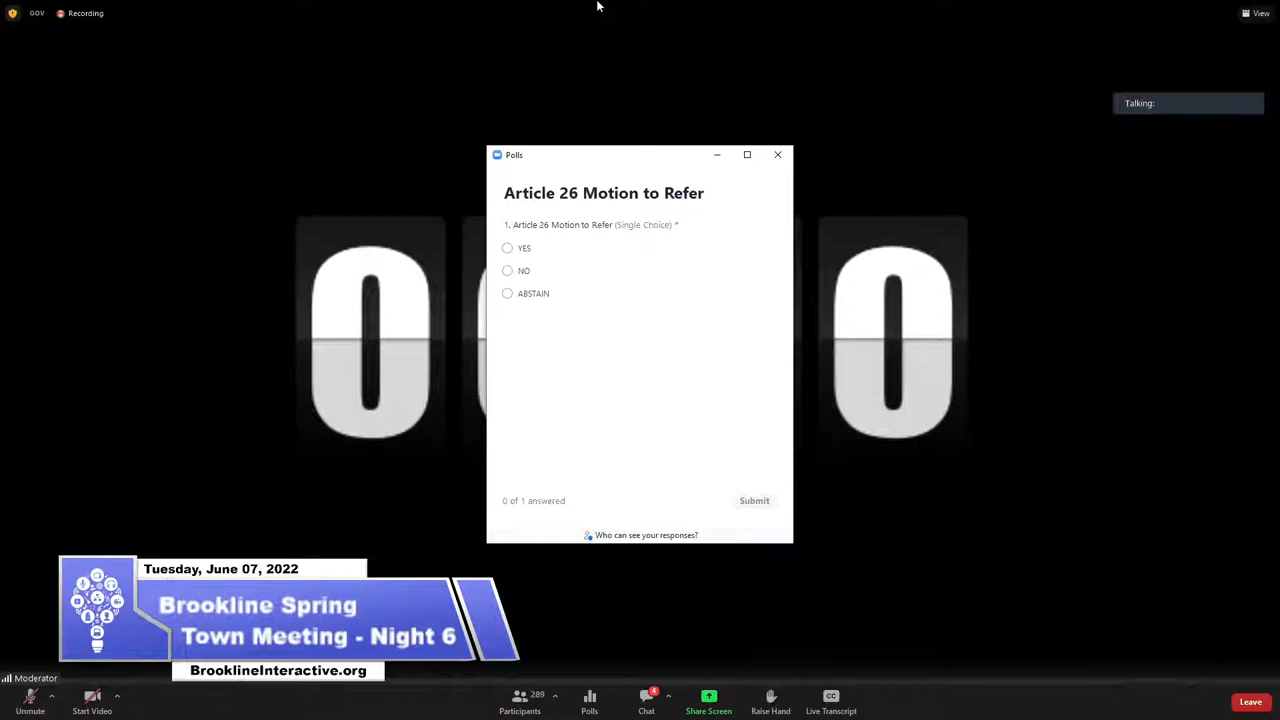 GOV
Recording
View
Talking:
Polls
Article 26 Motion to Refer
1. Article 26 Motion to Refer (Single Choice) *
YES
NO
ABSTAIN
0
0
0 of 1 answered
Submit
Who can see your responses?
Tuesday, June 07, 2022
Brookline Spring
Town Meeting - Night 6
BrooklineInteractive.org
Moderator
289
4
CC
Unmute
Start Video
Participants
Polls
Chat
Share Screen
Raise Hand
Live Transcript
Leave